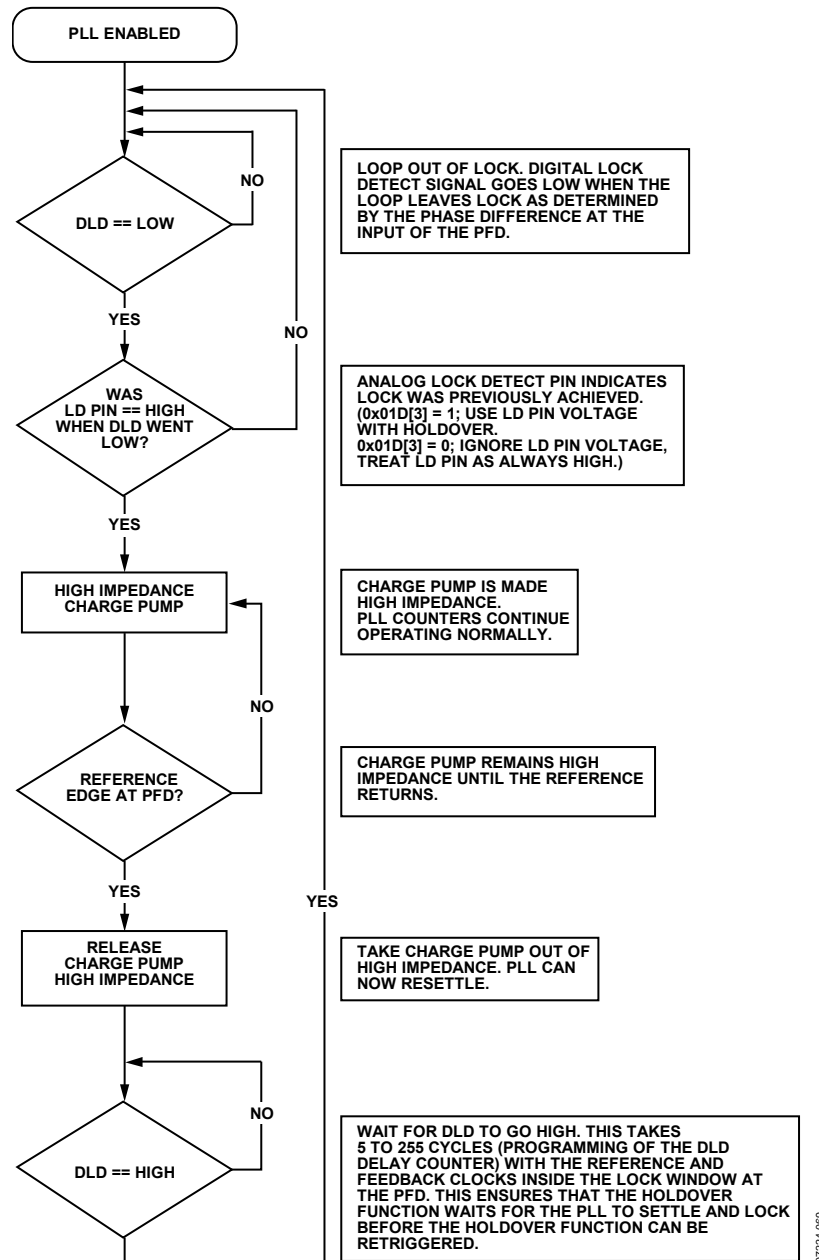 PLL ENABLED
NO
DLD == LOW
LOOP OUT OF LOCK. DIGITAL LOCK
DETECT SIGNAL GOES LOW WHEN THE
LOOP LEAVES LOCK AS DETERMINED
BY THE PHASE DIFFERENCE AT THE
INPUT OF THE PFD.
YES
NO
WAS
LD PIN == HIGH
WHEN DLD WENT
LOW?
ANALOG LOCK DETECT PIN INDICATES
LOCK WAS PREVIOUSLY ACHIEVED.
(0x01D[3] = 1; USE LD PIN VOLTAGE
WITH HOLDOVER.
0x01D[3] = 0; IGNORE LD PIN VOLTAGE,
TREAT LD PIN AS ALWAYS HIGH.)
YES
HIGH IMPEDANCE
CHARGE PUMP
CHARGE PUMP IS MADE
HIGH IMPEDANCE.
PLL COUNTERS CONTINUE
OPERATING NORMALLY.
NO
REFERENCE
EDGE AT PFD?
CHARGE PUMP REMAINS HIGH
IMPEDANCE UNTIL THE REFERENCE
RETURNS.
YES
YES
RELEASE
CHARGE PUMP
HIGH IMPEDANCE
TAKE CHARGE PUMP OUT OF
HIGH IMPEDANCE. PLL CAN
NOW RESETTLE.
NO
DLD == HIGH
WAIT FOR DLD TO GO HIGH. THIS TAKES
5 TO 255 CYCLES (PROGRAMMING OF THE DLD
DELAY COUNTER) WITH THE REFERENCE AND
FEEDBACK CLOCKS INSIDE THE LOCK WINDOW AT
THE PFD. THIS ENSURES THAT THE HOLDOVER
FUNCTION WAITS FOR THE PLL TO SETTLE AND LOCK
BEFORE THE HOLDOVER FUNCTION CAN BE
RETRIGGERED.